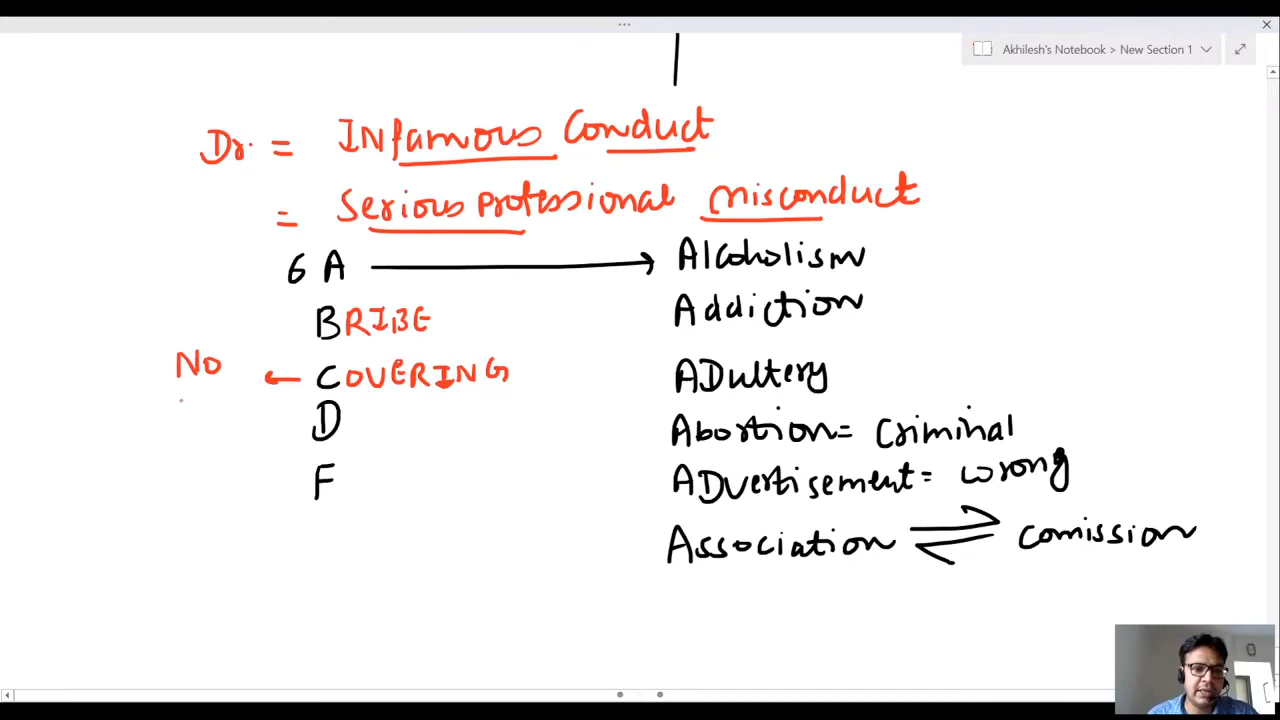 Akhilesh's Notebook > New Section 1
Dr. = INfamous Conduct
= Serious professional misconduct
6 A → Alcoholism
Addiction
BRIBE
No ← COVERING
ADultery
D
Abortion = criminal
F
ADvertisement = wrong
Association ⇌ comission